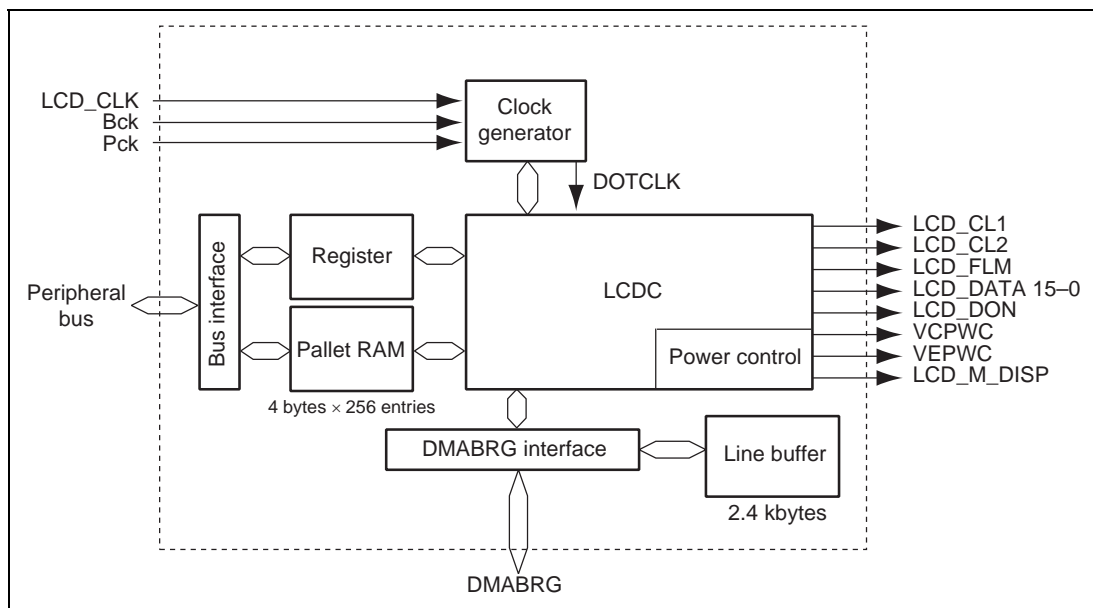 LCD_CLK
Bck
Pck
Clock
generator
DOTCLK
Peripheral
bus
Bus interface
Register
Pallet RAM
4 bytes × 256 entries
LCDC
Power control
LCD_CL1
LCD_CL2
LCD_FLM
LCD_DATA 15–0
LCD_DON
VCPWC
VEPWC
LCD_M_DISP
DMABRG interface
Line buffer
2.4 kbytes
DMABRG